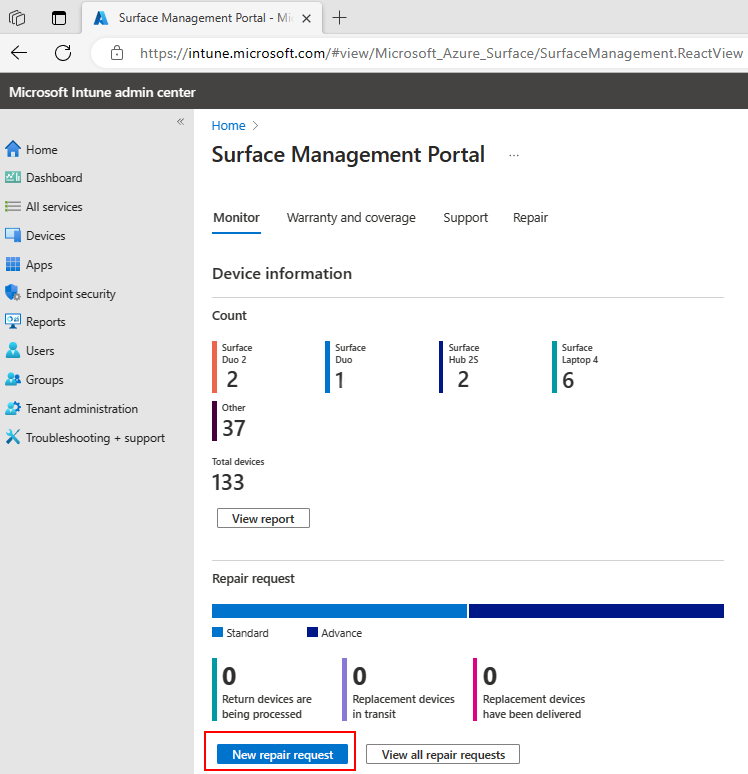 Surface Management Portal - Mi
https://intune.microsoft.com/#view/Microsoft_Azure_Surface/SurfaceManagement.ReactView
Microsoft Intune admin center
«
Home
Dashboard
All services
Devices
Apps
Endpoint security
Reports
Users
Groups
Tenant administration
Troubleshooting + support
Home >
Surface Management Portal ...
Monitor Warranty and coverage Support Repair
Device information
Count
Surface Duo 2
2
Surface Duo
1
Surface Hub 2S
2
Surface Laptop 4
6
Other
37
Total devices
133
View report
Repair request
Standard Advance
0
Return devices are
being processed
0
Replacement devices
in transit
0
Replacement devices
have been delivered
New repair request View all repair requests